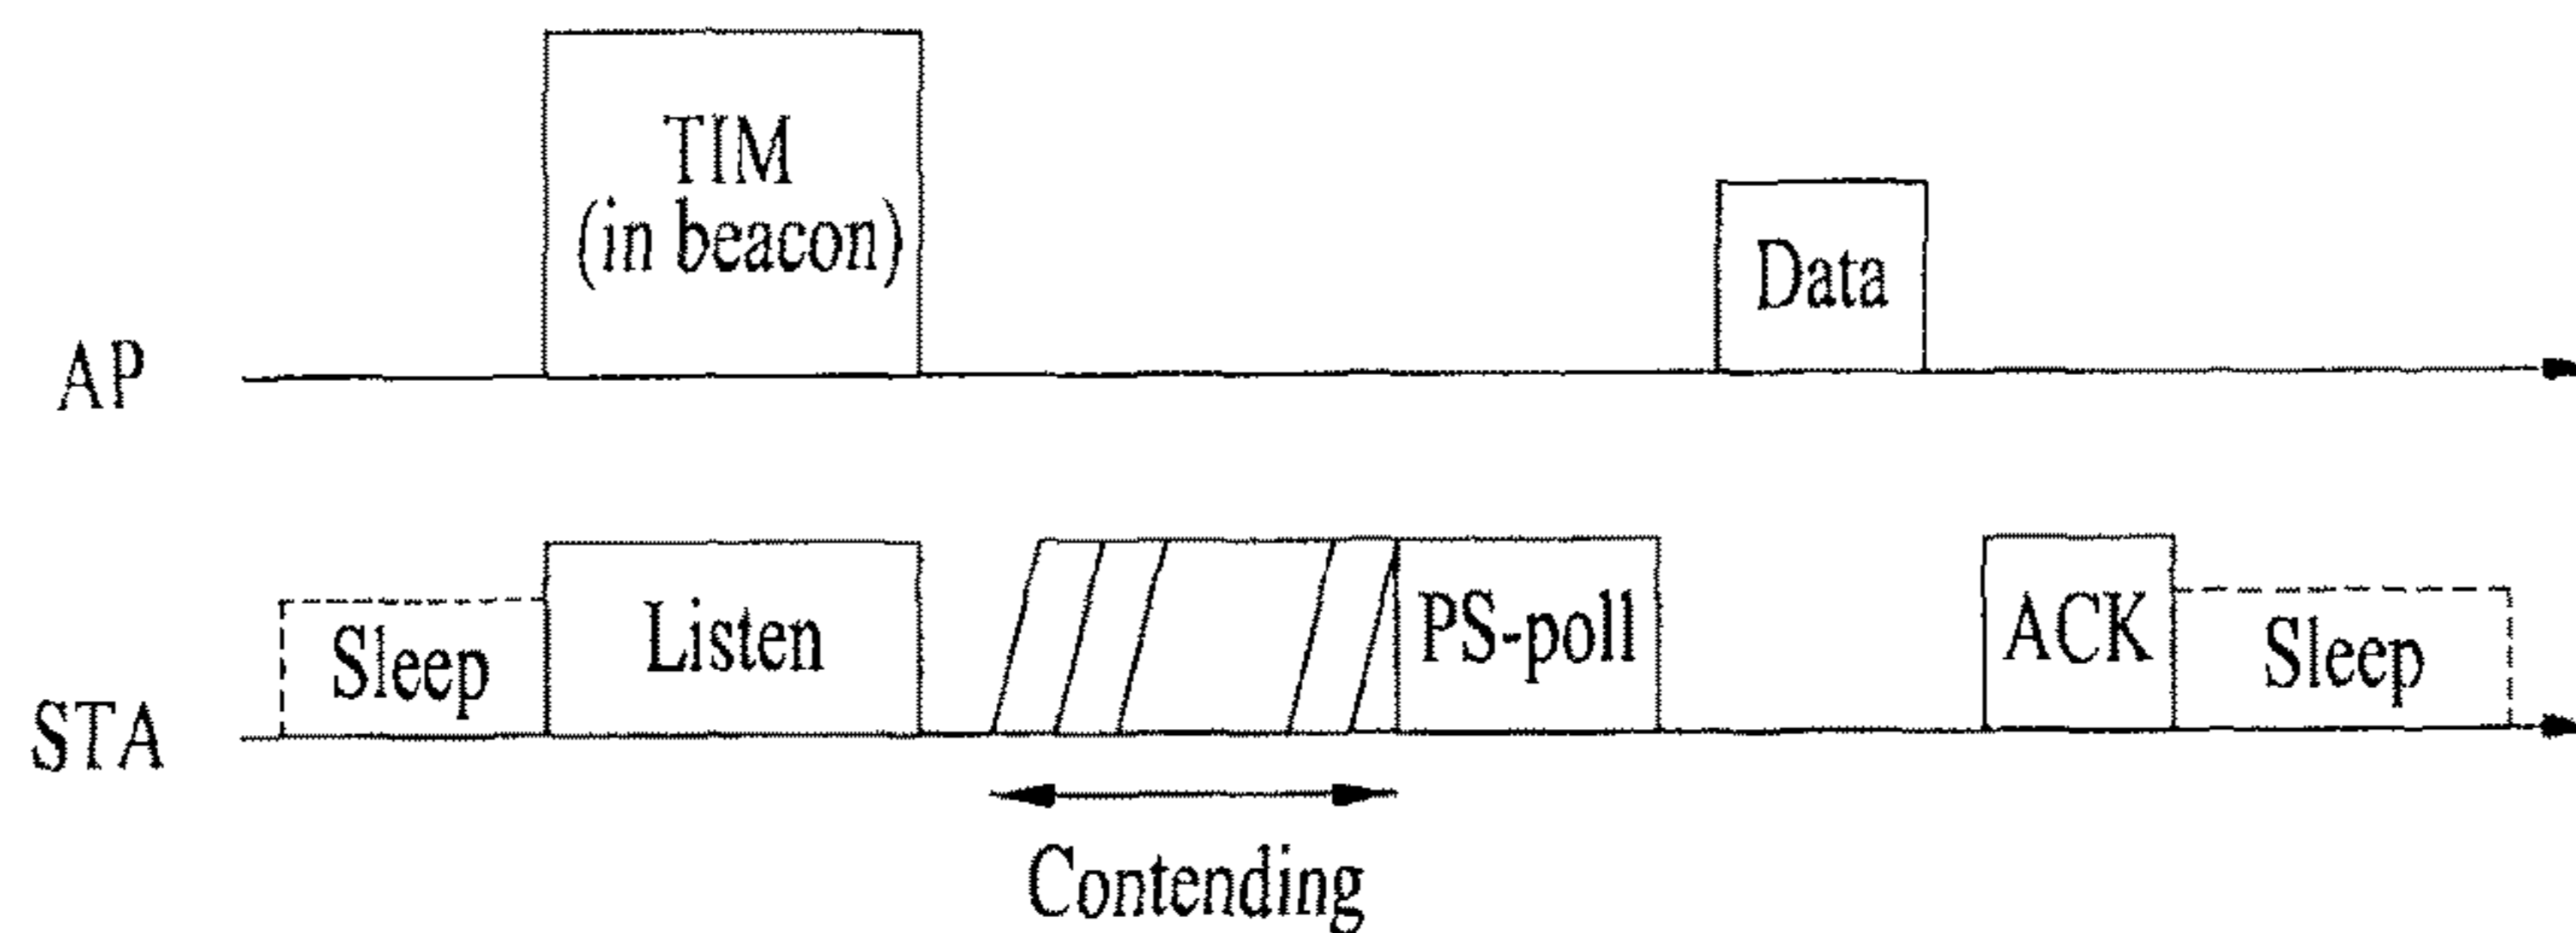 TIM
(in beacon)
Data
AP
Sleep
Listen
PS-poll
ACK
Sleep
STA
Contending